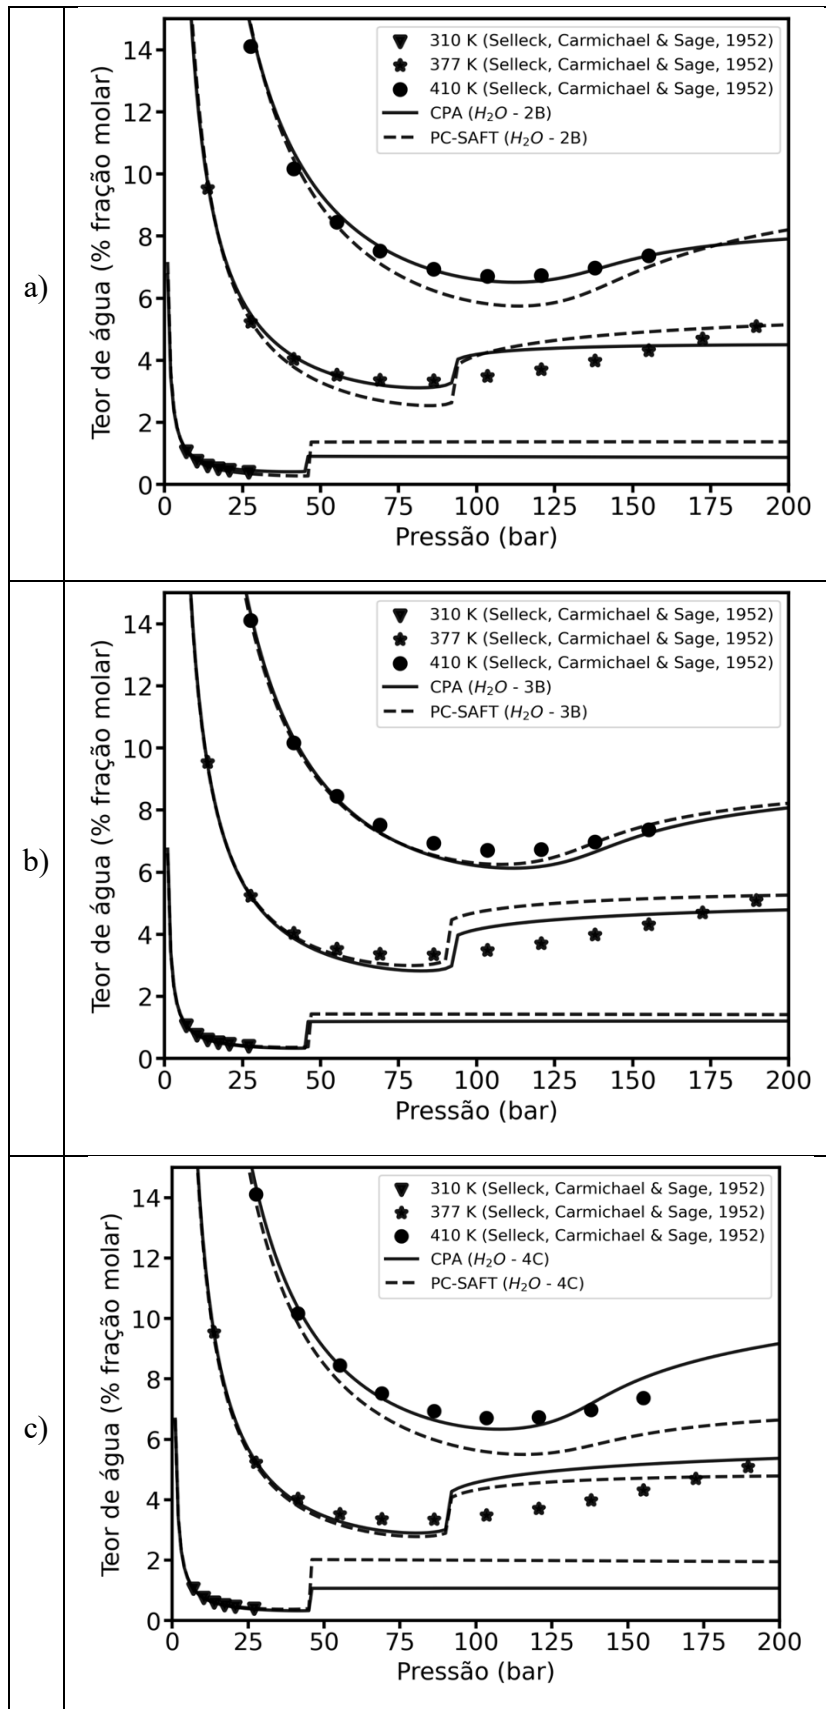 a)
Teor de água (% fração molar)
14
12
10
8
6
4
2
0
310 K (Selleck, Carmichael & Sage, 1952)
377 K (Selleck, Carmichael & Sage, 1952)
410 K (Selleck, Carmichael & Sage, 1952)
CPA (H₂O - 2B)
PC-SAFT (H₂O - 2B)
0 25 50 75 100 125 150 175 200
Pressão (bar)
b)
Teor de água (% fração molar)
14
12
10
8
6
4
2
0
310 K (Selleck, Carmichael & Sage, 1952)
377 K (Selleck, Carmichael & Sage, 1952)
410 K (Selleck, Carmichael & Sage, 1952)
CPA (H₂O - 3B)
PC-SAFT (H₂O - 3B)
0 25 50 75 100 125 150 175 200
Pressão (bar)
c)
Teor de água (% fração molar)
14
12
10
8
6
4
2
0
310 K (Selleck, Carmichael & Sage, 1952)
377 K (Selleck, Carmichael & Sage, 1952)
410 K (Selleck, Carmichael & Sage, 1952)
CPA (H₂O - 4C)
PC-SAFT (H₂O - 4C)
0 25 50 75 100 125 150 175 200
Pressão (bar)